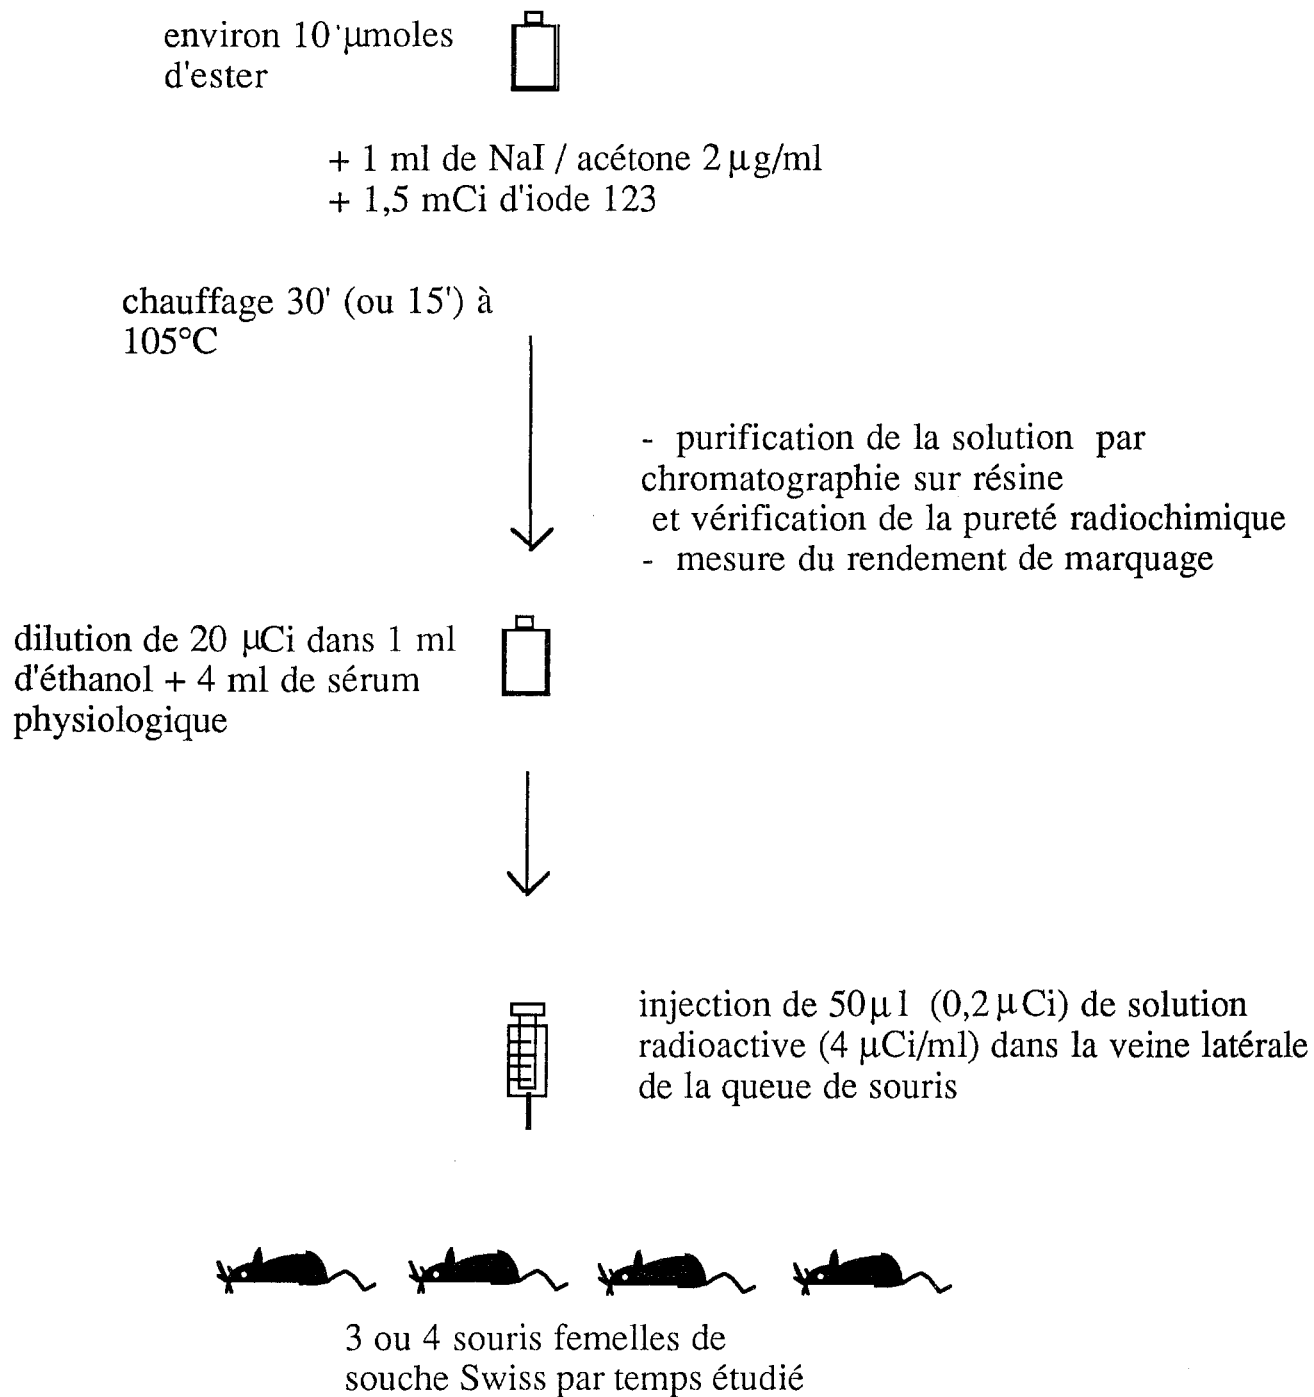 environ 10 µmoles
d'ester
+ 1 ml de NaI / acétone 2 µg/ml
+ 1,5 mCi d'iode 123
chauffage 30' (ou 15') à
105°C
- purification de la solution par
chromatographie sur résine
et vérification de la pureté radiochimique
- mesure du rendement de marquage
dilution de 20 µCi dans 1 ml
d'éthanol + 4 ml de sérum
physiologique
injection de 50µl (0,2 µCi) de solution
radioactive (4 µCi/ml) dans la veine latérale
de la queue de souris
3 ou 4 souris femelles de
souche Swiss par temps étudié